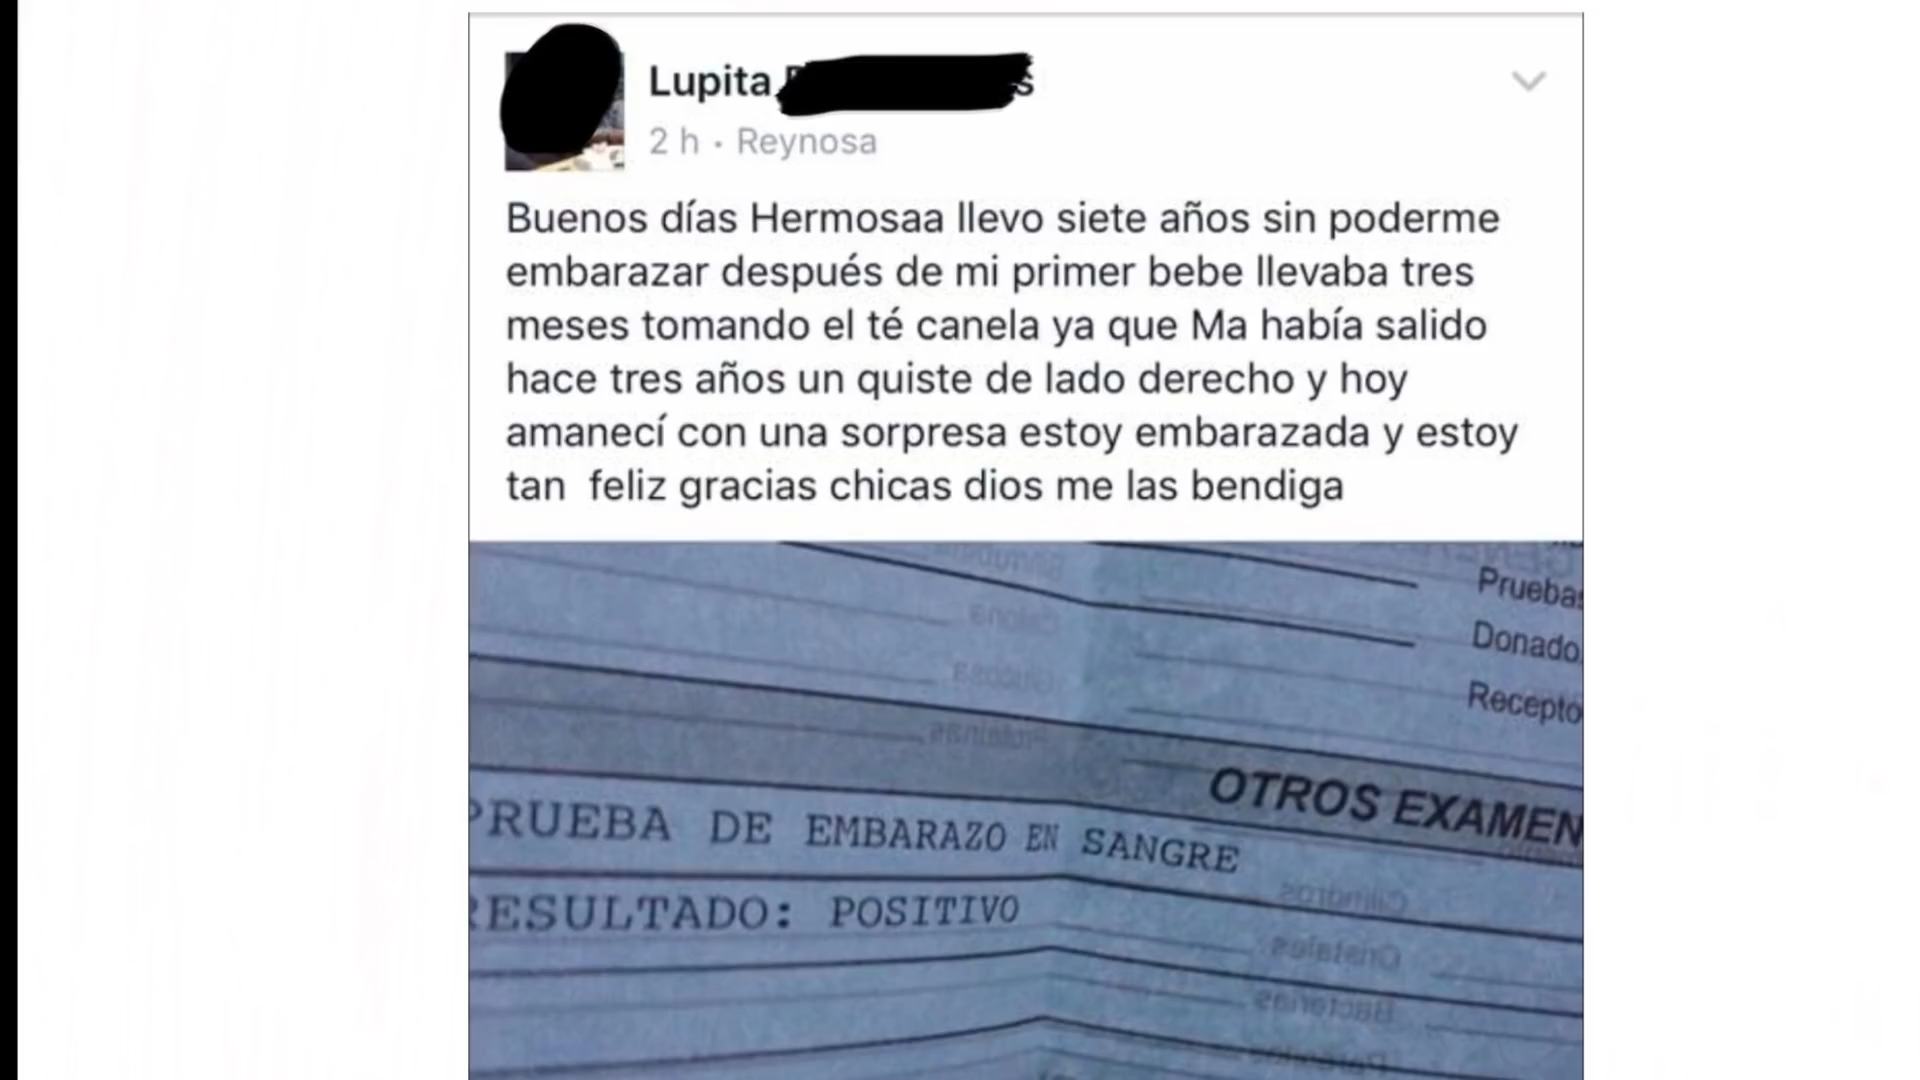 Lupita
2 h · Reynosa
Buenos días Hermosaa llevo siete años sin poderme
embarazar después de mi primer bebe llevaba tres
meses tomando el té canela ya que Ma había salido
hace tres años un quiste de lado derecho y hoy
amanecí con una sorpresa estoy embarazada y estoy
tan  feliz gracias chicas dios me las bendiga
Pruebas
Donado
Recepto
OTROS EXAMEN
PRUEBA DE EMBARAZO EN SANGRE
RESULTADO: POSITIVO